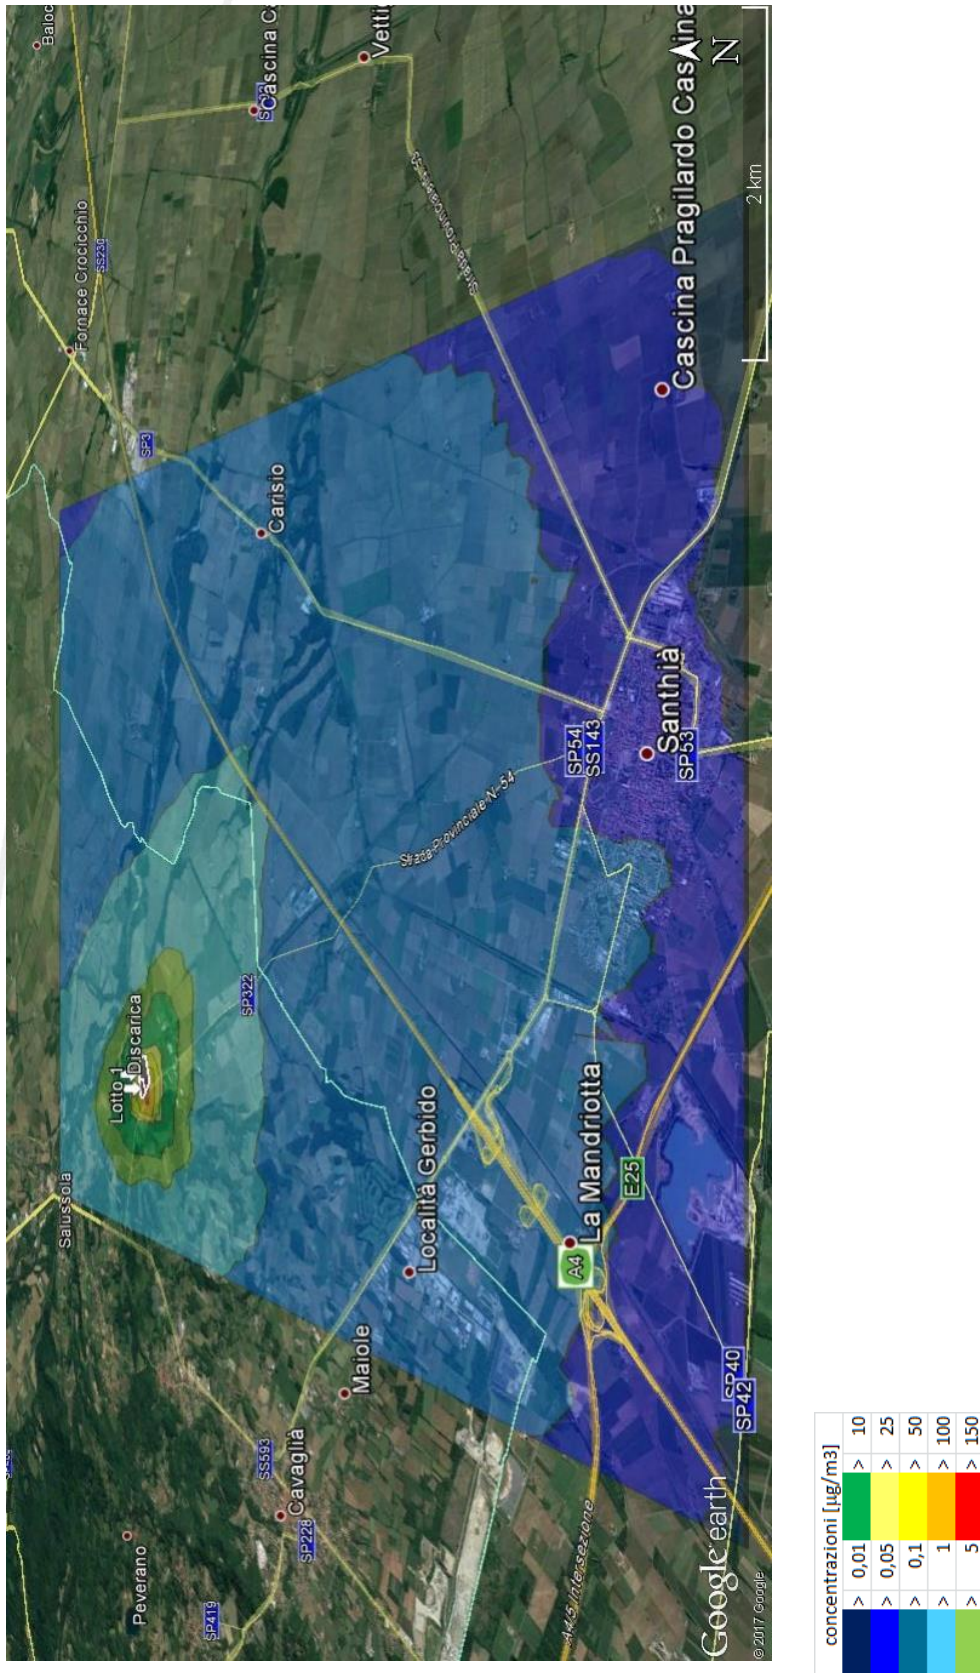 Baloc
Fornace Crocicchio
SS230
Cascina C
Vetti
SP3
Strada Provinciale N. 53
Carisio
Cascina Pragilardo Cascina
N
2 km
Salussola
Lotto 1
Discarica
SP322
Strada Provinciale N. 54
SP54
SS143
Santhià
SP53
Località Gerbido
La Mandriotta
A4
E25
Maiole
Cavaglià
SS593
SP228
Peverano
SP419
A4/5 Intersezione
SP40
SP42
Google earth
© 2017 Google
concentrazioni [µg/m3]
> 0,01 > 10
> 0,05 > 25
> 0,1 > 50
> 1 > 100
> 5 > 150